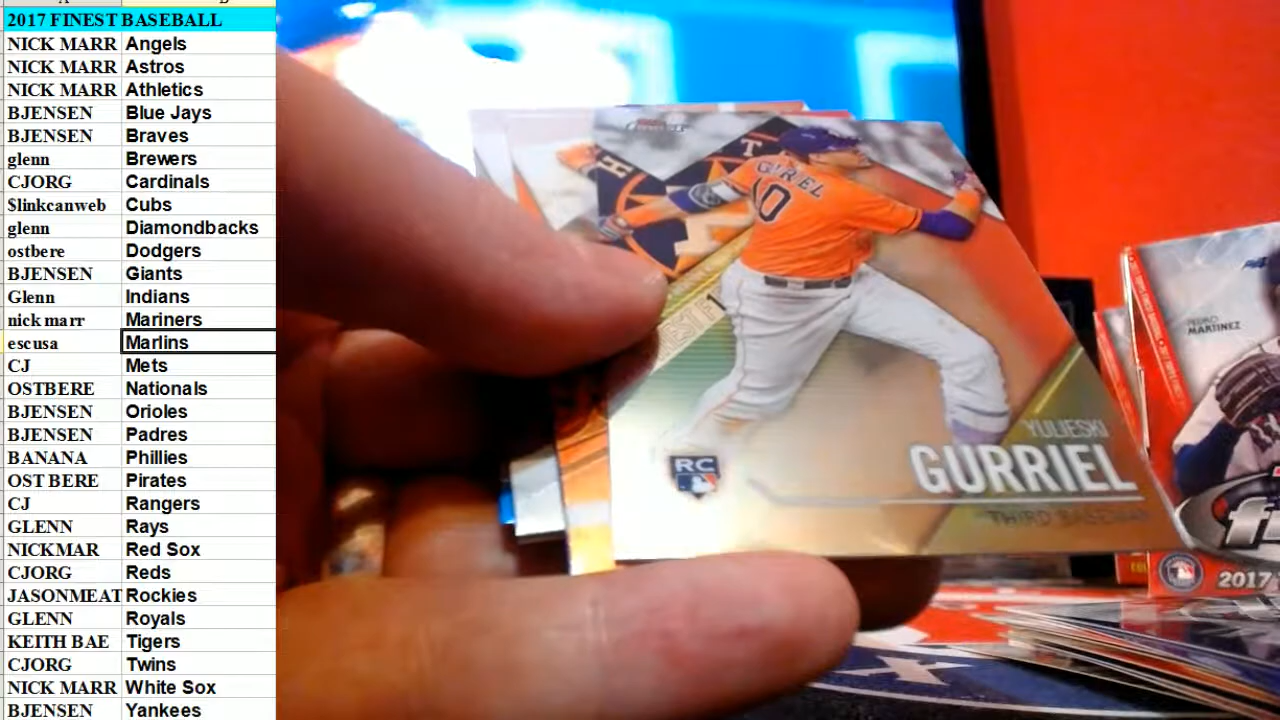 2017 FINEST BASEBALL
NICK MARR Angels
NICK MARR Astros
NICK MARR Athletics
BJENSEN Blue Jays
BJENSEN Braves
glenn Brewers
CJORG Cardinals
$linkcanweb Cubs
glenn Diamondbacks
ostbere Dodgers
BJENSEN Giants
Glenn Indians
nick marr Mariners
escusa Marlins
CJ Mets
OSTBERE Nationals
BJENSEN Orioles
BJENSEN Padres
BANANA Phillies
OST BERE Pirates
CJ Rangers
GLENN Rays
NICKMAR Red Sox
CJORG Reds
JASONMEAT Rockies
GLENN Royals
KEITH BAE Tigers
CJORG Twins
NICK MARR White Sox
BJENSEN Yankees
H
T
10
RC
YULIESKI
GURRIEL
THIRD BASEMAN
PEDRO
MARTINEZ
2017